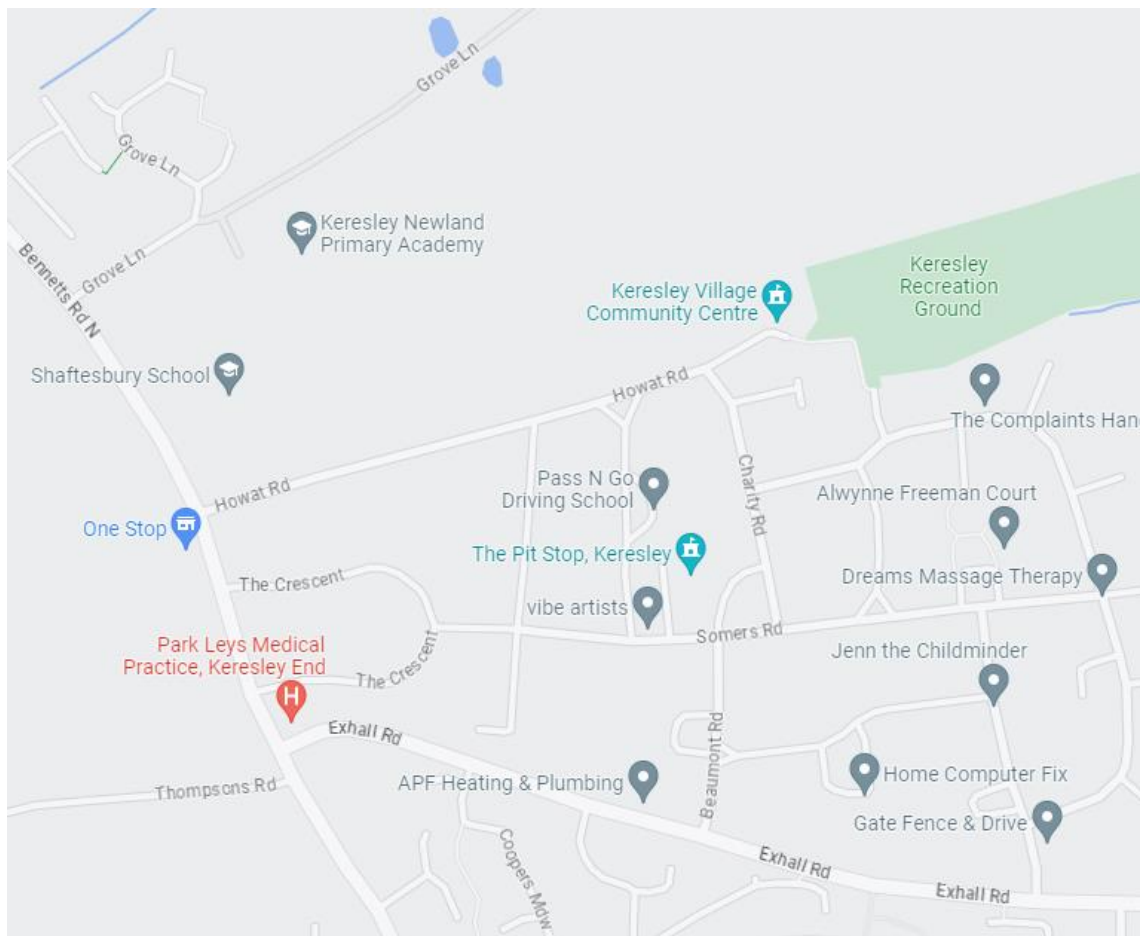 Grove Ln
Grove Ln
Keresley Newland
Primary Academy
Grove Ln
Bennetts Rd N
Keresley
Recreation
Ground
Keresley Village
Community Centre
Shaftesbury School
Howat Rd
The Complaints Han
Howat Rd
Pass N Go
Driving School
Charity Rd
Alwynne Freeman Court
One Stop
The Pit Stop, Keresley
The Crescent
Dreams Massage Therapy
vibe artists
Somers Rd
Park Leys Medical
Practice, Keresley End
The Crescent
Jenn the Childminder
H
Exhall Rd
Beaumont Rd
Thompsons Rd
APF Heating & Plumbing
Home Computer Fix
Gate Fence & Drive
Coopers Mdw
Exhall Rd
Exhall Rd